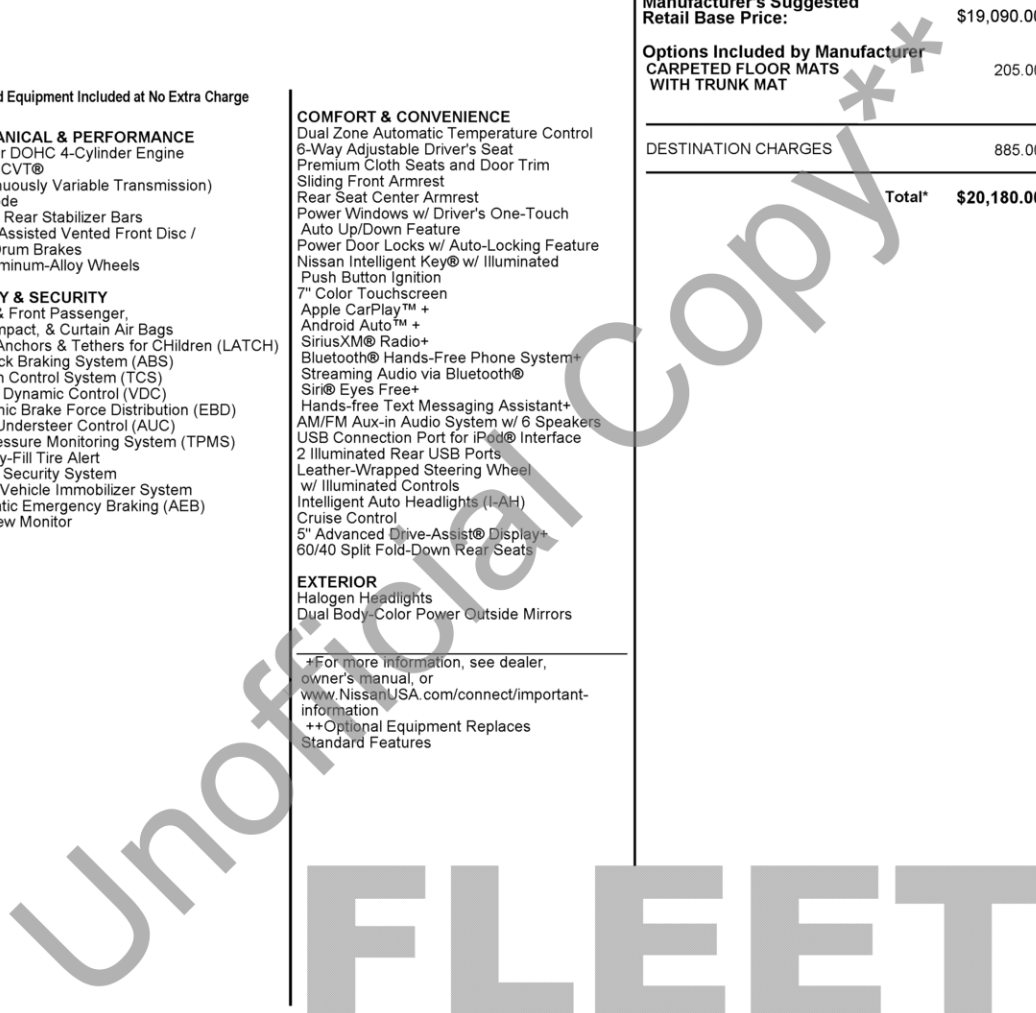 d Equipment Included at No Extra Charge
ANICAL & PERFORMANCE
r DOHC 4-Cylinder Engine
CVT®
nuously Variable Transmission)
de
Rear Stabilizer Bars
Assisted Vented Front Disc /
Drum Brakes
minum-Alloy Wheels
Y & SECURITY
& Front Passenger,
mpact, & Curtain Air Bags
Anchors & Tethers for CHildren (LATCH)
ck Braking System (ABS)
n Control System (TCS)
Dynamic Control (VDC)
nic Brake Force Distribution (EBD)
Understeer Control (AUC)
essure Monitoring System (TPMS)
y-Fill Tire Alert
Security System
Vehicle Immobilizer System
tic Emergency Braking (AEB)
ew Monitor
COMFORT & CONVENIENCE
Dual Zone Automatic Temperature Control
6-Way Adjustable Driver's Seat
Premium Cloth Seats and Door Trim
Sliding Front Armrest
Rear Seat Center Armrest
Power Windows w/ Driver's One-Touch
Auto Up/Down Feature
Power Door Locks w/ Auto-Locking Feature
Nissan Intelligent Key® w/ Illuminated
Push Button Ignition
7" Color Touchscreen
Apple CarPlay™ +
Android Auto™ +
SiriusXM® Radio+
Bluetooth® Hands-Free Phone System+
Streaming Audio via Bluetooth®
Siri® Eyes Free+
Hands-free Text Messaging Assistant+
AM/FM Aux-in Audio System w/ 6 Speakers
USB Connection Port for iPod® Interface
2 Illuminated Rear USB Ports
Leather-Wrapped Steering Wheel
w/ Illuminated Controls
Intelligent Auto Headlights (I-AH)
Cruise Control
5" Advanced Drive-Assist® Display+
60/40 Split Fold-Down Rear Seats
EXTERIOR
Halogen Headlights
Dual Body-Color Power Outside Mirrors
+For more information, see dealer,
owner's manual, or
www.NissanUSA.com/connect/important-
information
++Optional Equipment Replaces
Standard Features
Manufacturer's Suggested
Retail Base Price: $19,090.00
Options Included by Manufacturer
CARPETED FLOOR MATS 205.00
WITH TRUNK MAT
DESTINATION CHARGES 885.00
Total* $20,180.00
Unofficial Copy**
FLEET